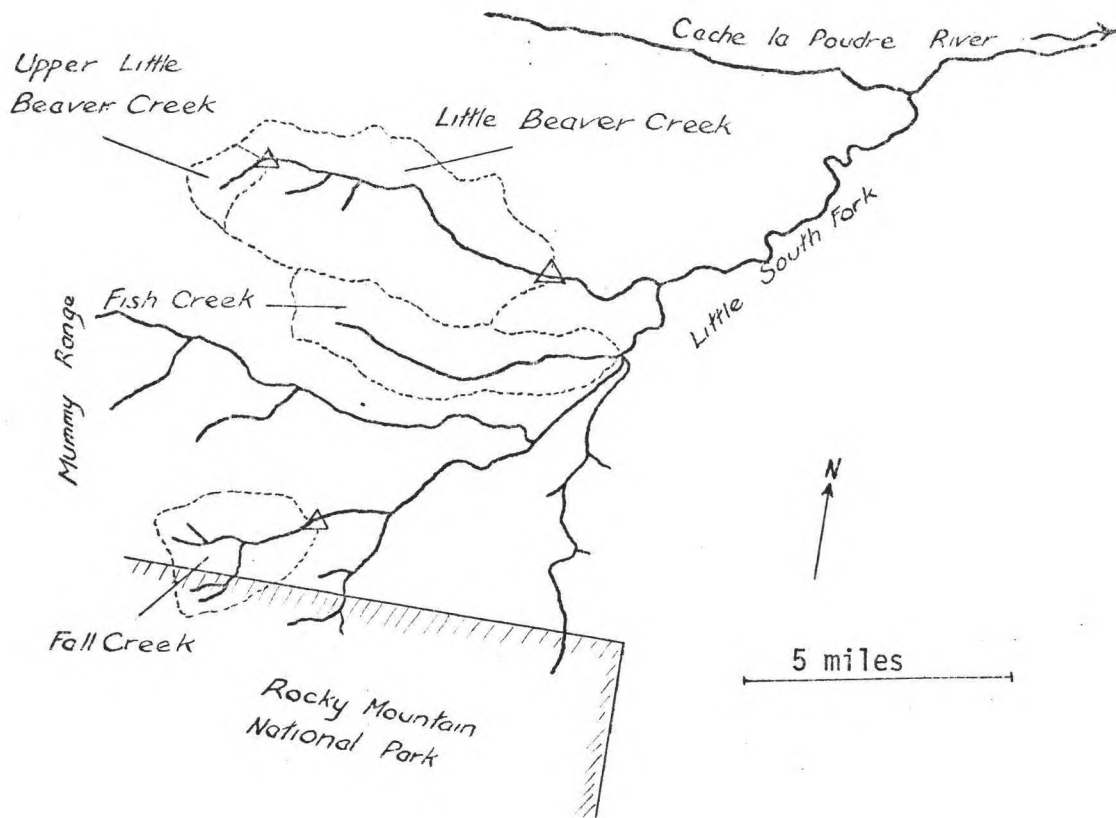 Cache la Poudre River
Upper Little
Beaver Creek
Little Beaver Creek
Little South Fork
Fish Creek
Mummy Range
N
Fall Creek
5 miles
Rocky Mountain
National Park